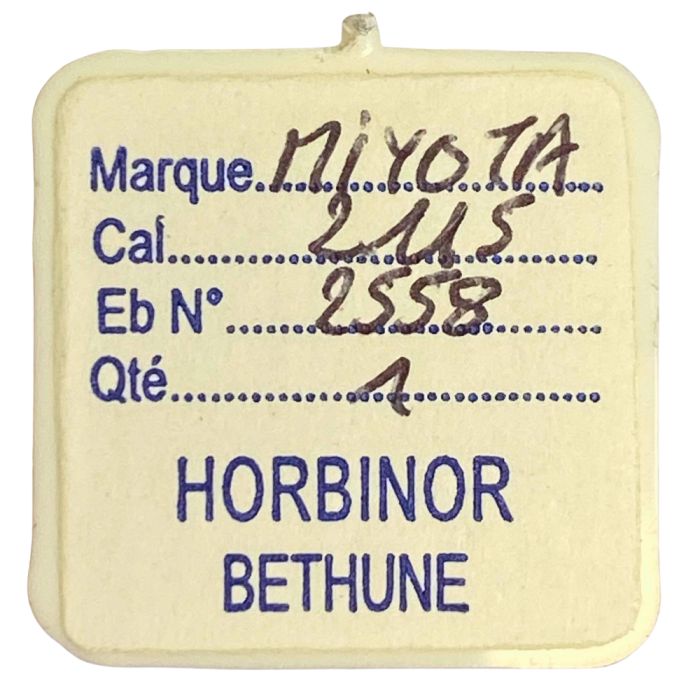 Marque..MIYOTA
Cal..........2115
Eb N° ........2558
Qté...............1
HORBINOR
BETHUNE